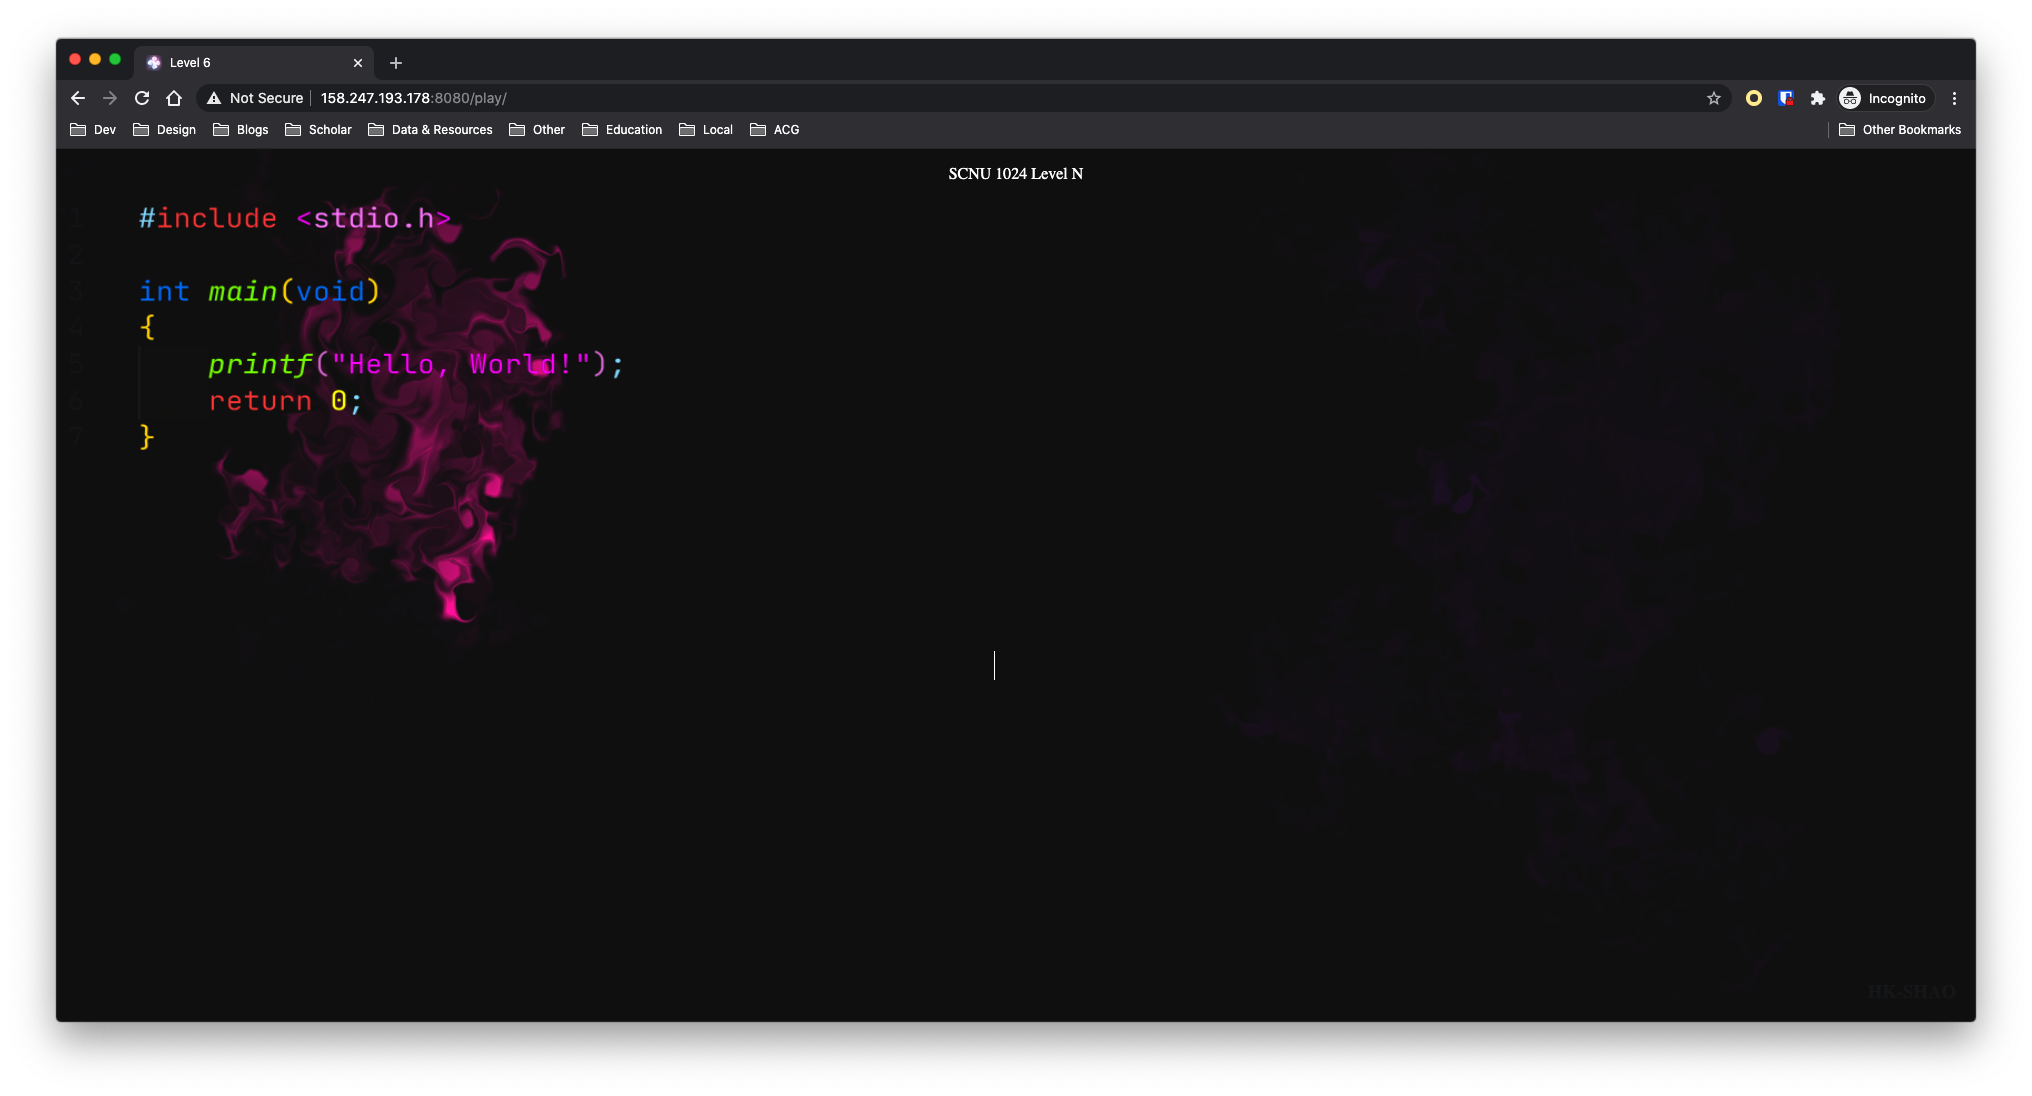 Level 6
Not Secure 158.247.193.178:8080/play/
Incognito
Dev Design Blogs Scholar Data & Resources Other Education Local ACG Other Bookmarks
SCNU 1024 Level N
1 #include <stdio.h>
2
3 int main(void)
4 {
5 printf("Hello, World!");
6 return 0;
7 }
HK-SHAO